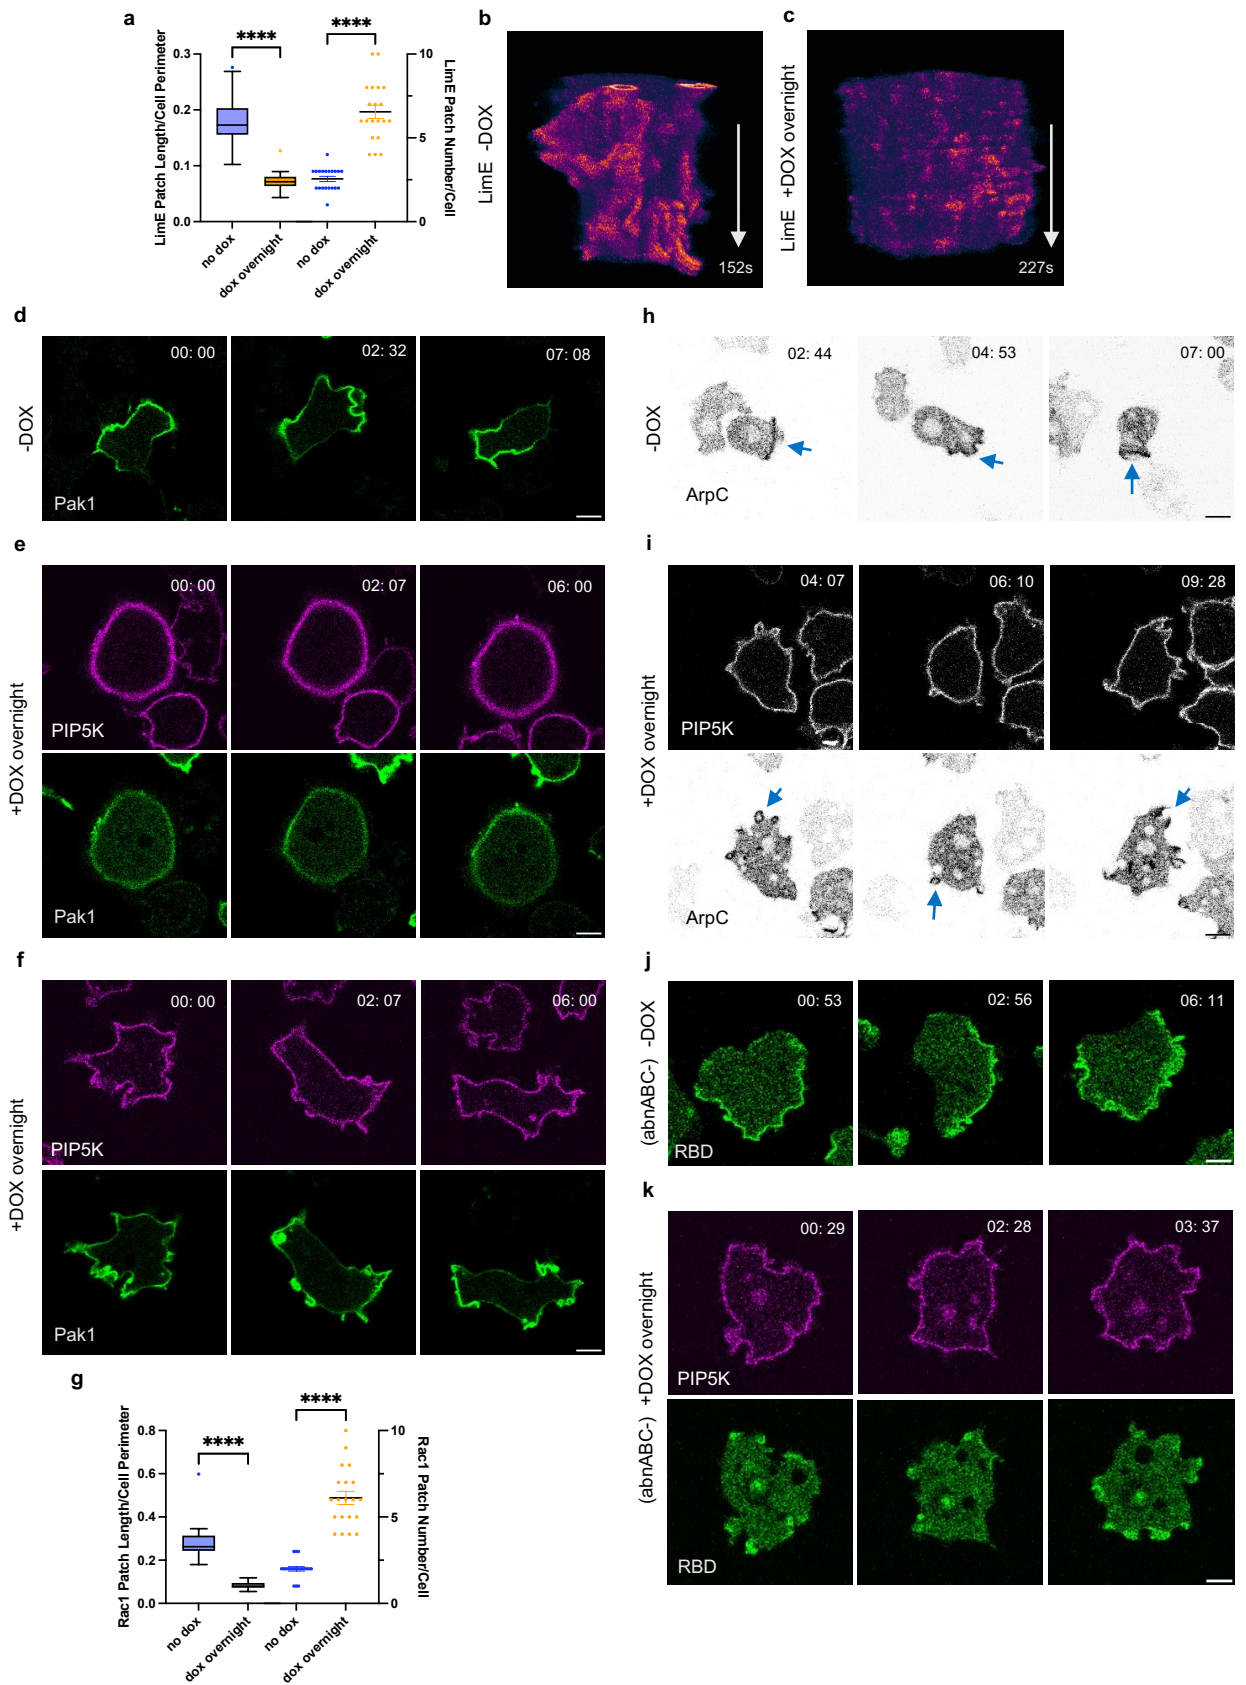 a
****
****
0.3
0.2
0.1
0.0
10
5
0
LimE Patch Length/Cell Perimeter
LimE Patch Number/Cell
no dox
dox overnight
no dox
dox overnight
b
LimE -DOX
152s
c
LimE +DOX overnight
227s
d
-DOX
00: 00
02: 32
07: 08
Pak1
e
+DOX overnight
00: 00
02: 07
06: 00
PIP5K
Pak1
f
+DOX overnight
00: 00
02: 07
06: 00
PIP5K
Pak1
g
****
****
0.8
0.6
0.4
0.2
0.0
10
5
0
Rac1 Patch Length/Cell Perimeter
Rac1 Patch Number/Cell
no dox
dox overnight
no dox
dox overnight
h
-DOX
02: 44
04: 53
07: 00
ArpC
i
+DOX overnight
04: 07
06: 10
09: 28
PIP5K
ArpC
j
(abnABC-) -DOX
00: 53
02: 56
06: 11
RBD
k
(abnABC-) +DOX overnight
00: 29
02: 28
03: 37
PIP5K
RBD